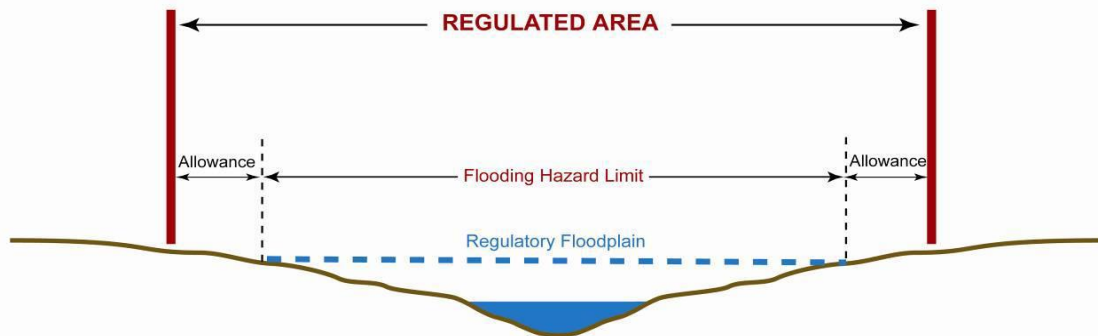 REGULATED AREA
Allowance
Flooding Hazard Limit
Allowance
Regulatory Floodplain